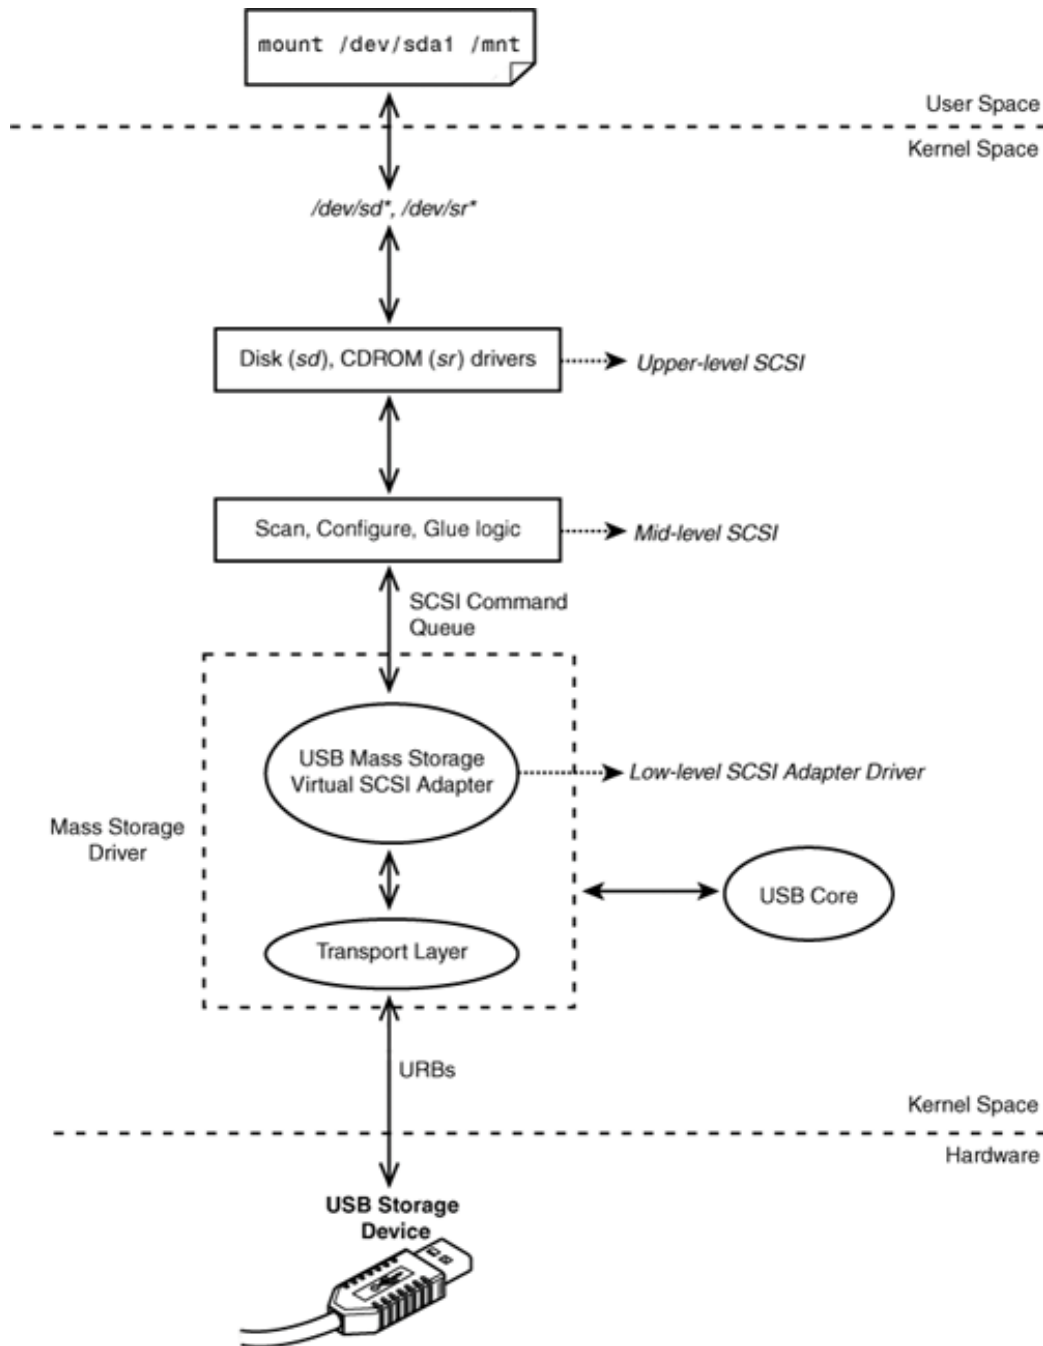 mount /dev/sda1 /mnt
User Space
Kernel Space
/dev/sd*, /dev/sr*
Disk (sd), CDROM (sr) drivers
Upper-level SCSI
Scan, Configure, Glue logic
Mid-level SCSI
SCSI Command
Queue
USB Mass Storage
Virtual SCSI Adapter
Low-level SCSI Adapter Driver
Mass Storage
Driver
USB Core
Transport Layer
URBs
Kernel Space
Hardware
USB Storage
Device